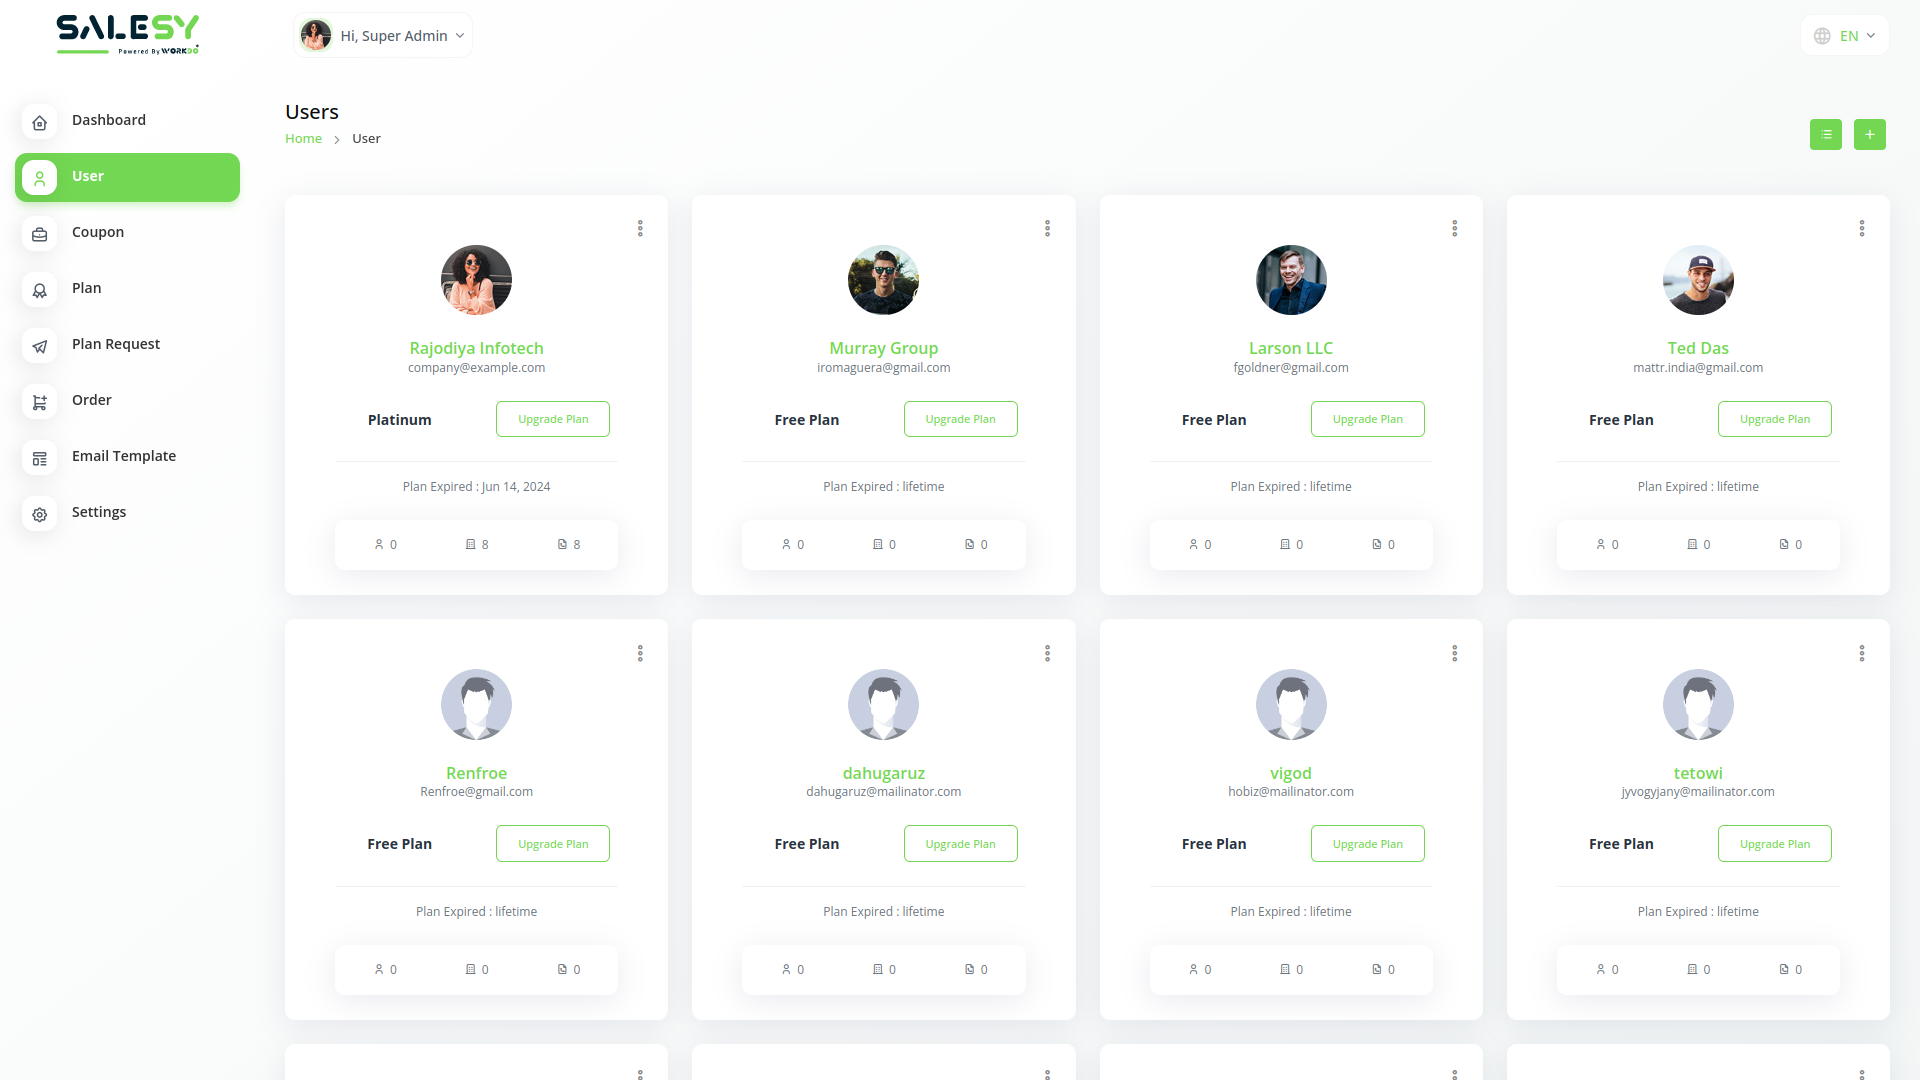 SALESY
Powered By WORKDO
Hi, Super Admin
EN
Dashboard
User
Coupon
Plan
Plan Request
Order
Email Template
Settings
Users
Home > User
Rajodiya Infotech
company@example.com
Platinum
Upgrade Plan
Plan Expired : Jun 14, 2024
0 8 8
Murray Group
iromaguera@gmail.com
Free Plan
Upgrade Plan
Plan Expired : lifetime
0 0 0
Larson LLC
fgoldner@gmail.com
Free Plan
Upgrade Plan
Plan Expired : lifetime
0 0 0
Ted Das
mattr.india@gmail.com
Free Plan
Upgrade Plan
Plan Expired : lifetime
0 0 0
Renfroe
Renfroe@gmail.com
Free Plan
Upgrade Plan
Plan Expired : lifetime
0 0 0
dahugaruz
dahugaruz@mailinator.com
Free Plan
Upgrade Plan
Plan Expired : lifetime
0 0 0
vigod
hobiz@mailinator.com
Free Plan
Upgrade Plan
Plan Expired : lifetime
0 0 0
tetowi
jyvogyjany@mailinator.com
Free Plan
Upgrade Plan
Plan Expired : lifetime
0 0 0